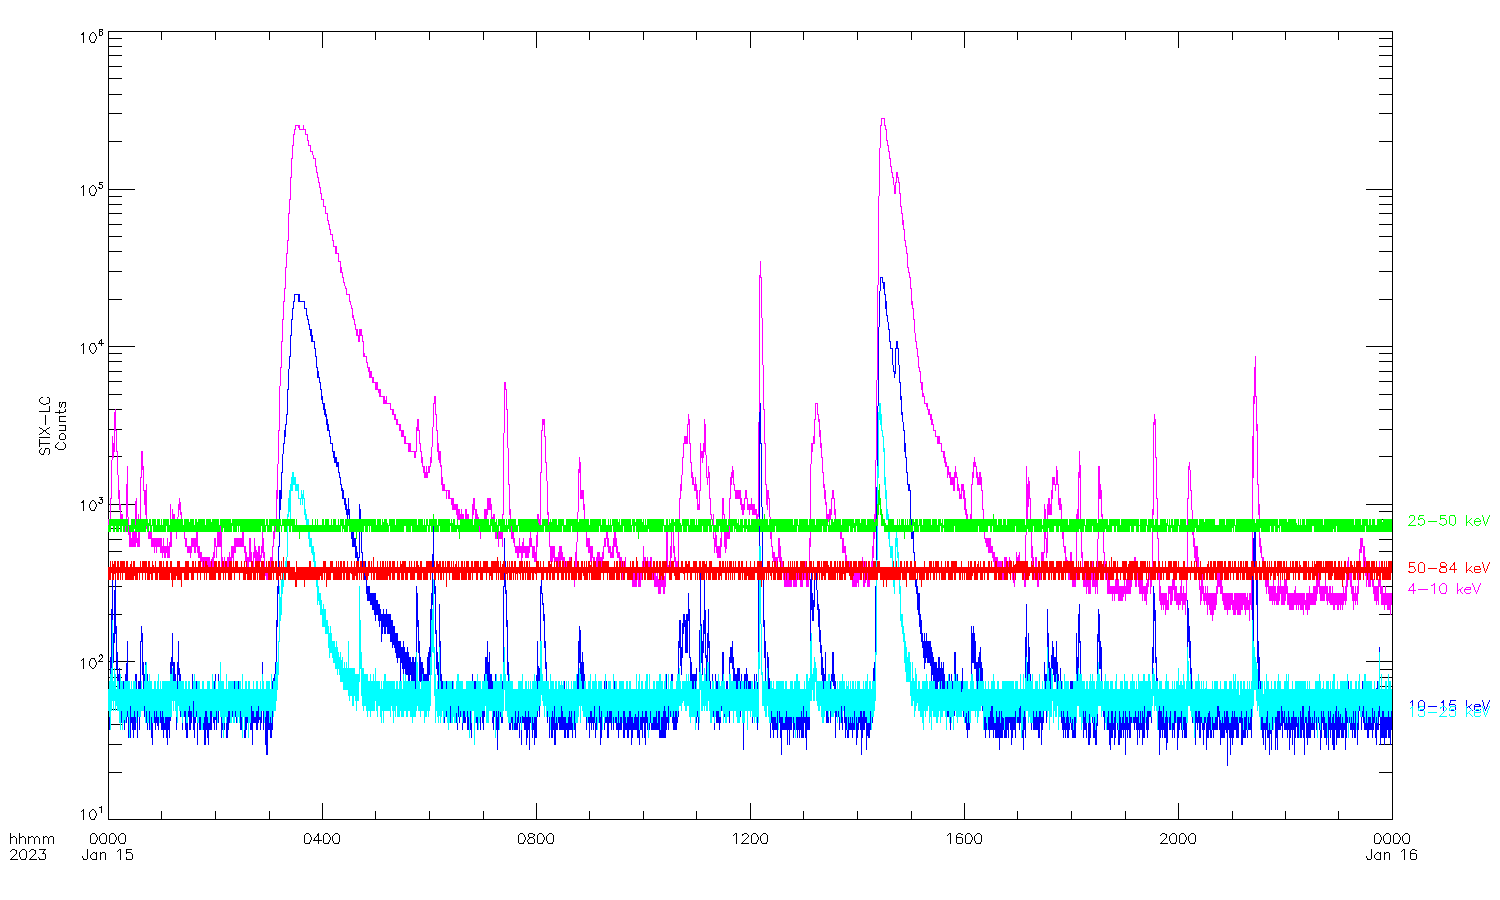 10⁶
10⁵
10⁴
10³
10²
10¹
STIX-LC
Counts
25-50 keV
50-84 keV
4-10 keV
10-15 keV
15-25 keV
hhmm 0000 0400 0800 1200 1600 2000 0000
2023 Jan 15 Jan 16